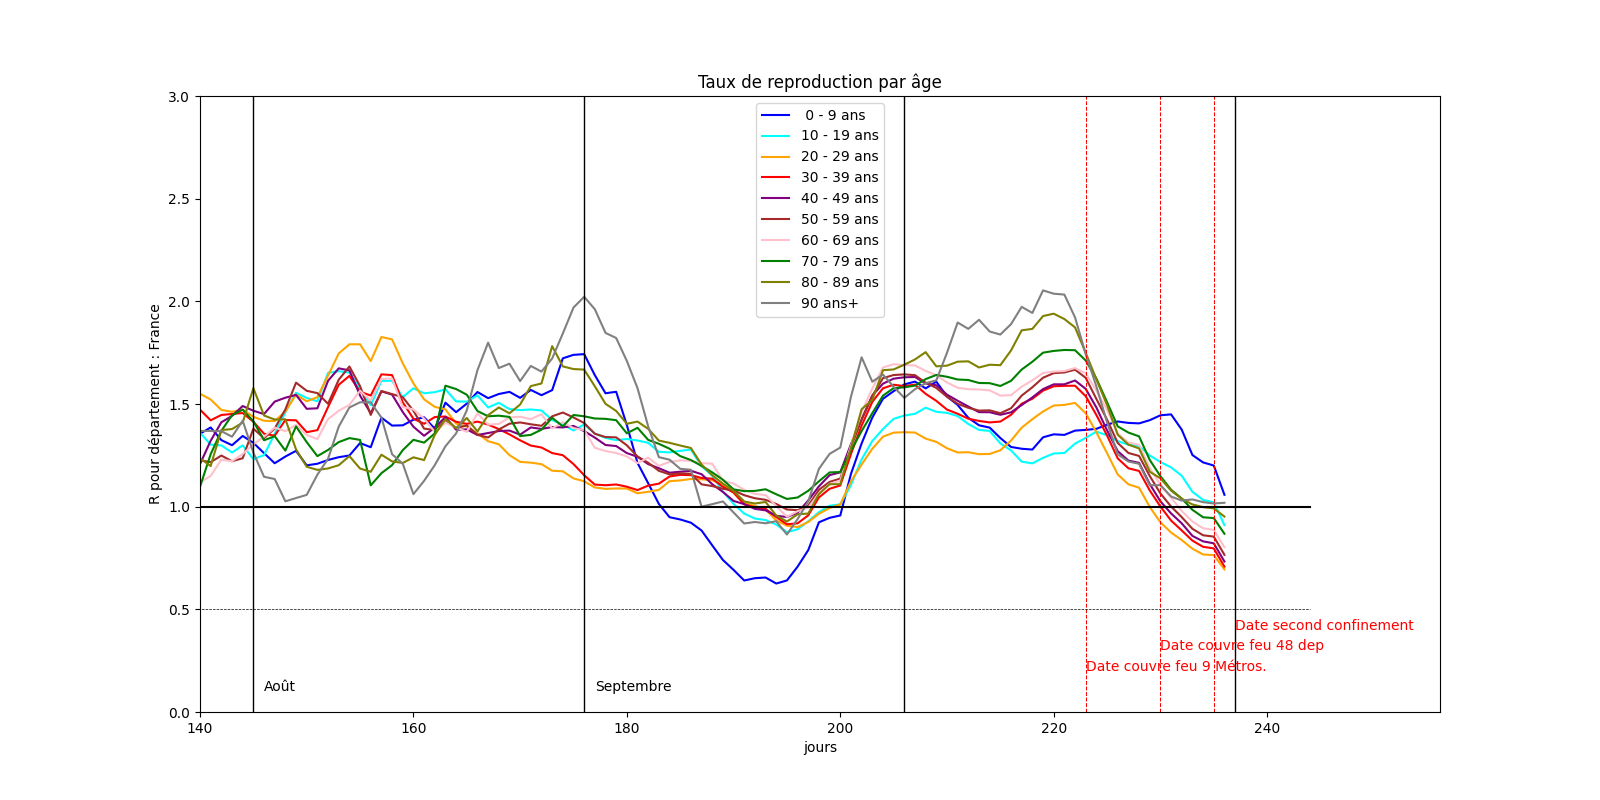 Taux de reproduction par âge
3.0
2.5
2.0
1.5
1.0
0.5
0.0
R pour département : France
0 - 9 ans
10 - 19 ans
20 - 29 ans
30 - 39 ans
40 - 49 ans
50 - 59 ans
60 - 69 ans
70 - 79 ans
80 - 89 ans
90 ans+
Date second confinement
Date couvre feu 48 dep
Date couvre feu 9 Métros.
Août
Septembre
140
160
180
200
220
240
jours